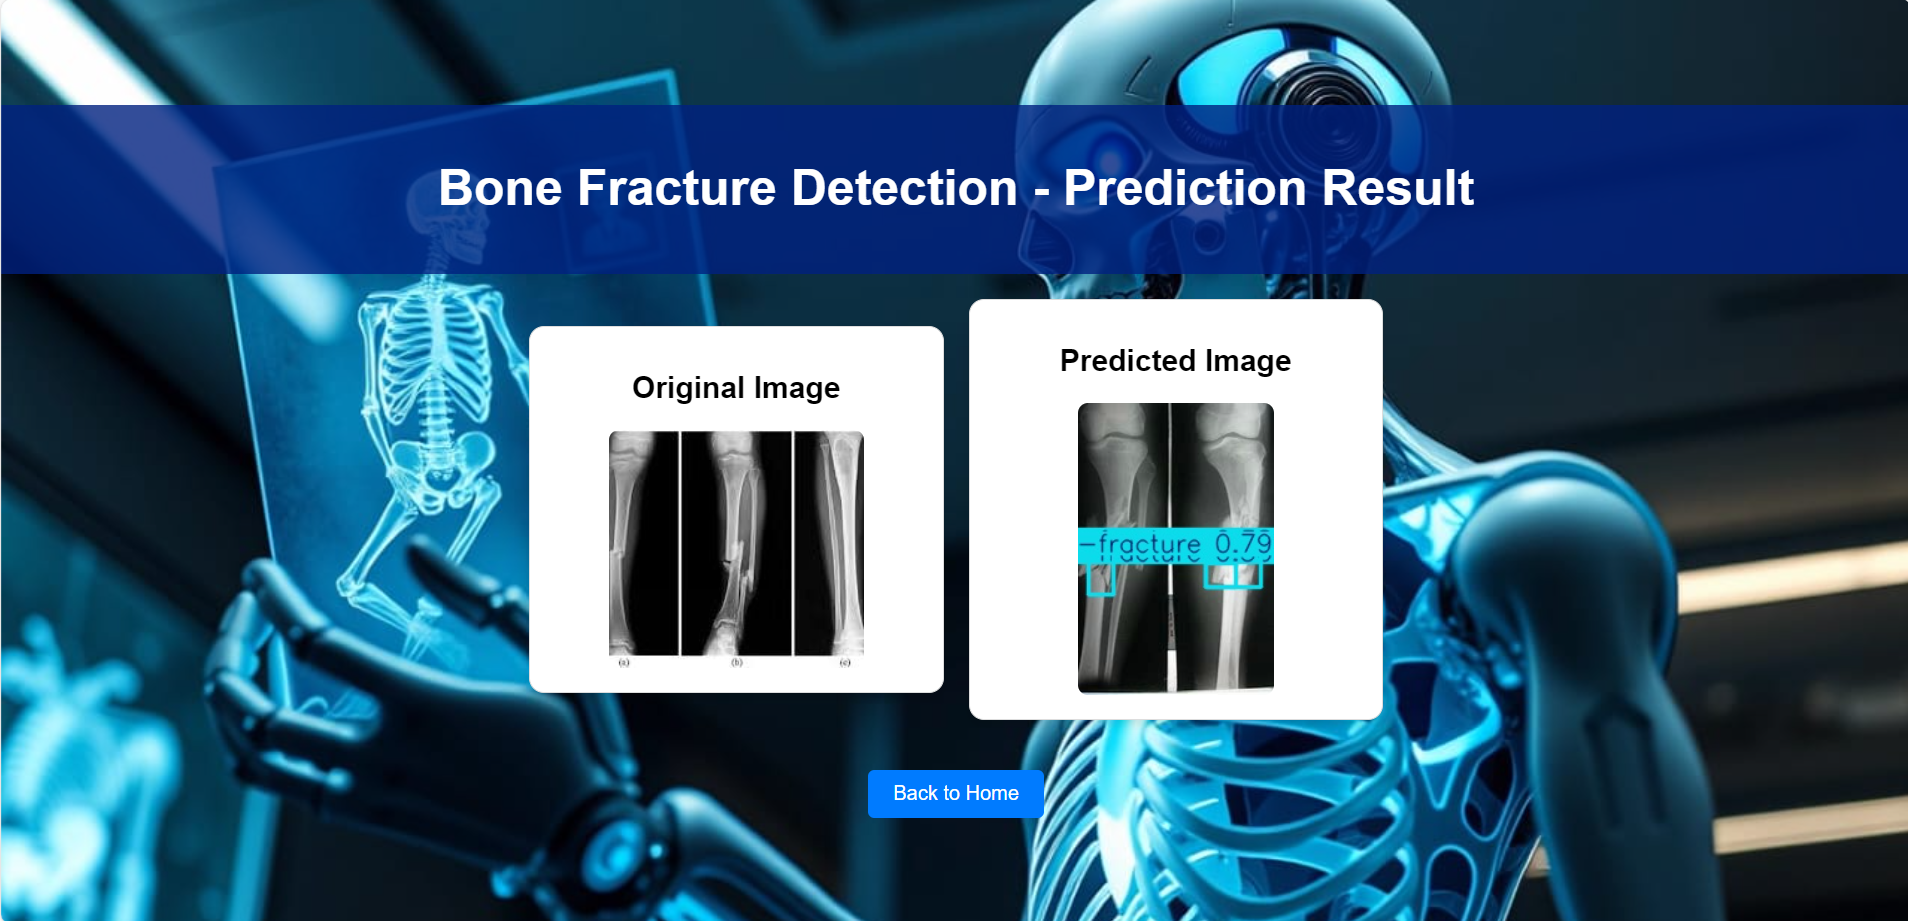 Bone Fracture Detection - Prediction Result
Original Image
(a) (b) (c)
Predicted Image
-fracture 0.79
Back to Home